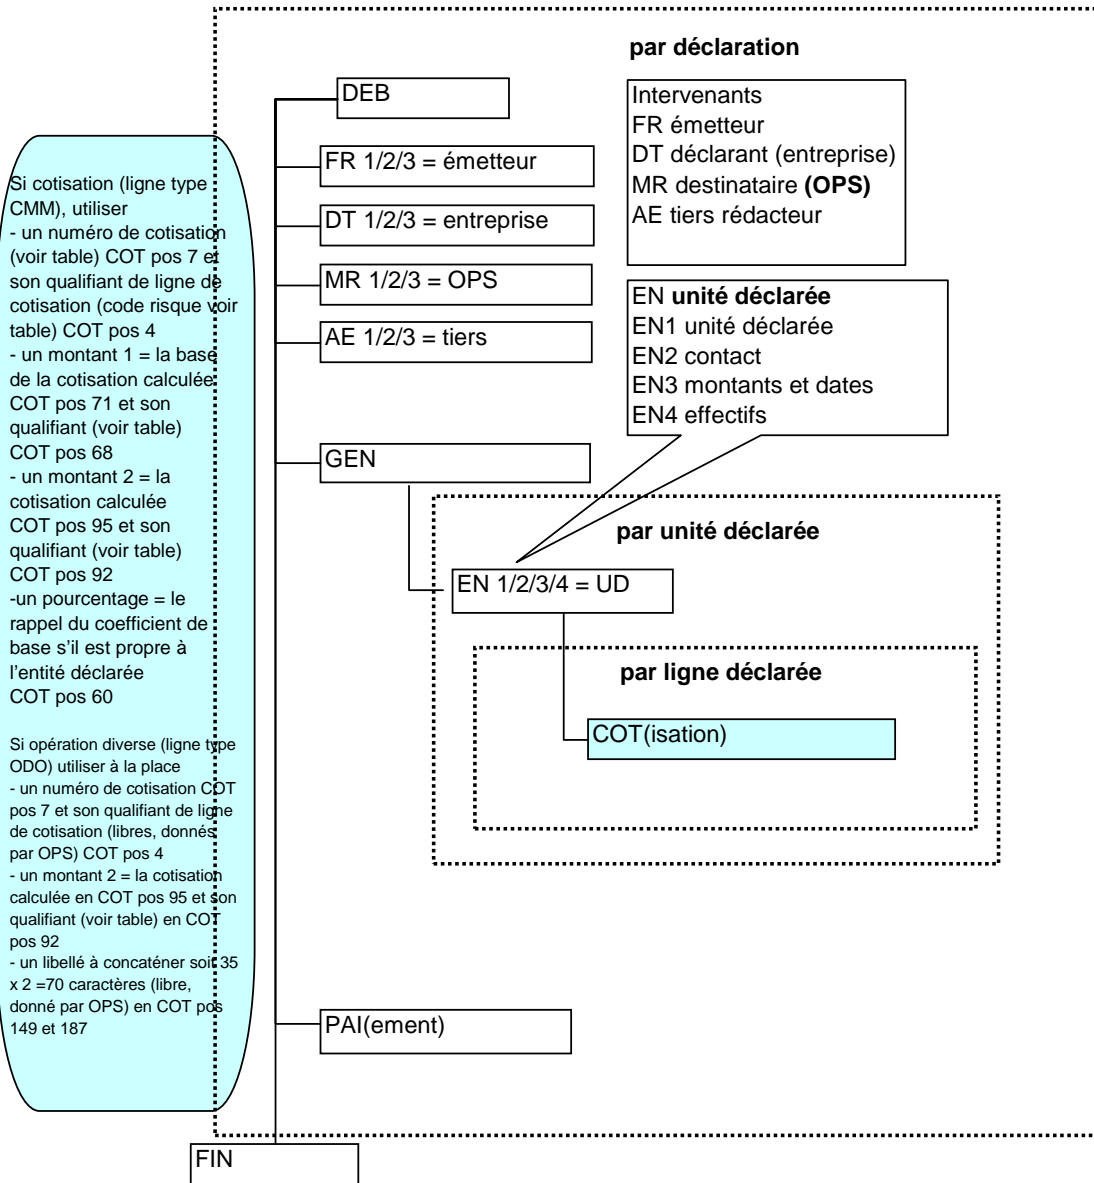 par déclaration
DEB
Intervenants
FR émetteur
DT déclarant (entreprise)
MR destinataire (OPS)
AE tiers rédacteur
FR 1/2/3 = émetteur
DT 1/2/3 = entreprise
MR 1/2/3 = OPS
AE 1/2/3 = tiers
EN unité déclarée
EN1 unité déclarée
EN2 contact
EN3 montants et dates
EN4 effectifs
GEN
par unité déclarée
EN 1/2/3/4 = UD
par ligne déclarée
COT(isation)
PAI(ement)
FIN
Si cotisation (ligne type
CMM), utiliser
- un numéro de cotisation
(voir table) COT pos 7 et
son qualifiant de ligne de
cotisation (code risque voir
table) COT pos 4
- un montant 1 = la base
de la cotisation calculée
COT pos 71 et son
qualifiant (voir table)
COT pos 68
- un montant 2 = la
cotisation calculée
COT pos 95 et son
qualifiant (voir table)
COT pos 92
-un pourcentage = le
rappel du coefficient de
base s'il est propre à
l'entité déclarée
COT pos 60
Si opération diverse (ligne type
ODO) utiliser à la place
- un numéro de cotisation COT
pos 7 et son qualifiant de ligne
de cotisation (libres, donnés
par OPS) COT pos 4
- un montant 2 = la cotisation
calculée en COT pos 95 et son
qualifiant (voir table) en COT
pos 92
- un libellé à concaténer soit 35
x 2 =70 caractères (libre,
donné par OPS) en COT pos
149 et 187